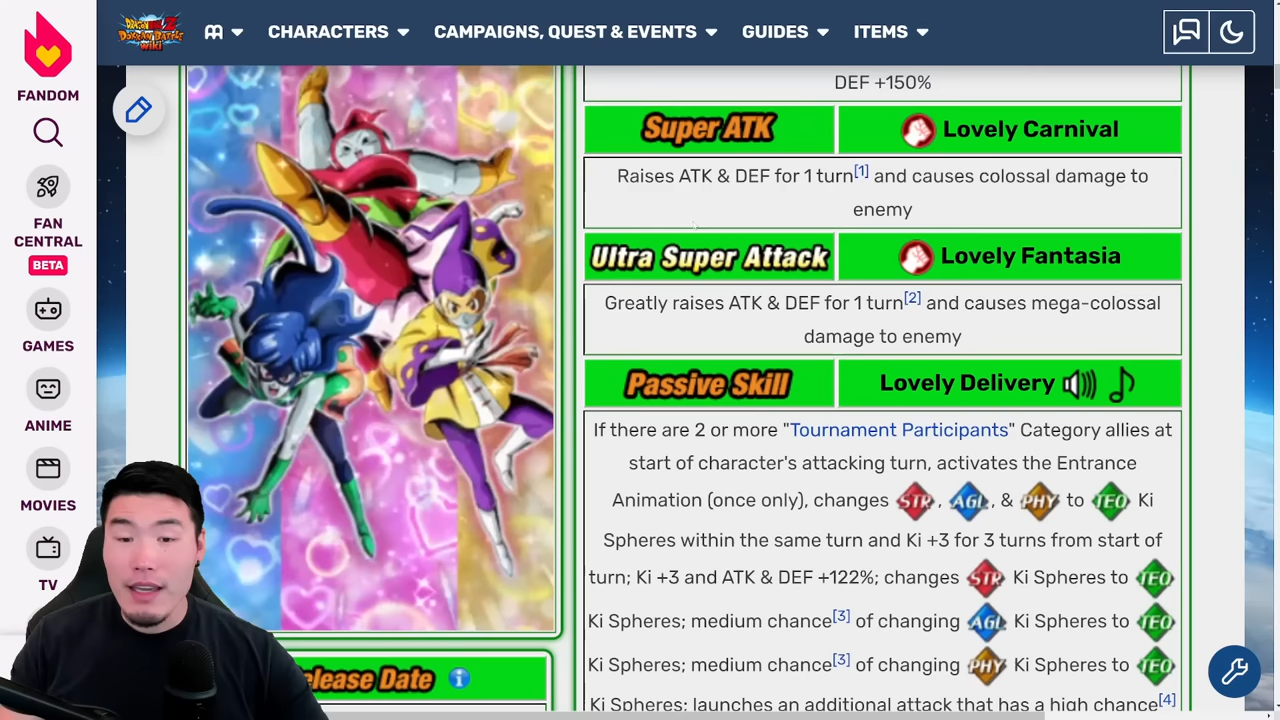 DRAGON BALL Z
DOKKAN BATTLE
WIKI
CHARACTERS
CAMPAIGNS, QUEST & EVENTS
GUIDES
ITEMS
FANDOM
FAN
CENTRAL
BETA
GAMES
ANIME
MOVIES
TV
DEF +150%
Super ATK
Lovely Carnival
Raises ATK & DEF for 1 turn[1] and causes colossal damage to
enemy
Ultra Super Attack
Lovely Fantasia
Greatly raises ATK & DEF for 1 turn[2] and causes mega-colossal
damage to enemy
Passive Skill
Lovely Delivery
If there are 2 or more "Tournament Participants" Category allies at
start of character's attacking turn, activates the Entrance
Animation (once only), changes STR, AGL, & PHY to TEQ Ki
Spheres within the same turn and Ki +3 for 3 turns from start of
turn; Ki +3 and ATK & DEF +122%; changes STR Ki Spheres to TEQ
Ki Spheres; medium chance[3] of changing AGL Ki Spheres to TEQ
Ki Spheres; medium chance[3] of changing PHY Ki Spheres to TEQ
Ki Spheres; launches an additional attack that has a high chance[4]
elease Date